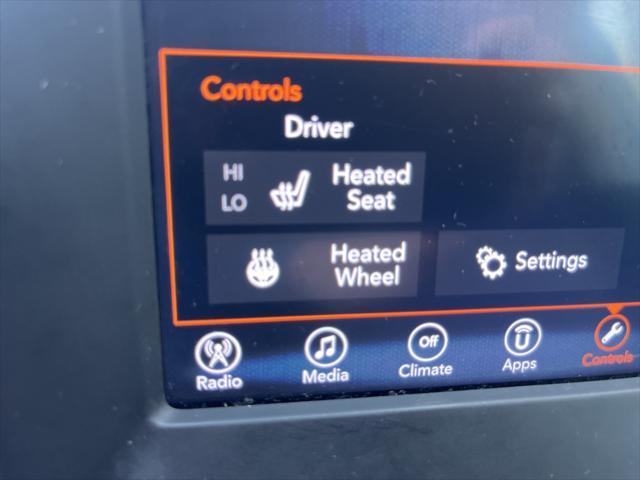 Controls
Driver
HI
LO
Heated
Seat
Heated
Wheel
Settings
Radio
Media
Off
Climate
Apps
Controls